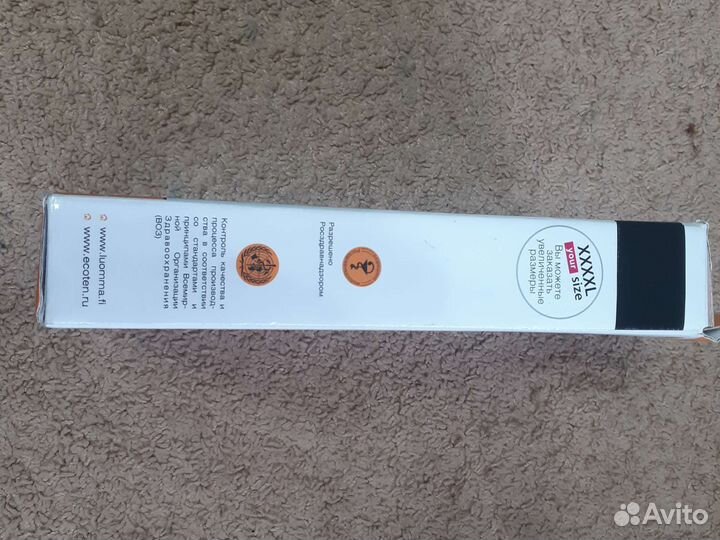 XXXXL
your size
Вы можете
заказать
увеличенные
размеры
Разрешено
Росздравнадзором
Контроль качества и
процесса производ-
ства в соответствии
со стандартами и
принципами Всемир-
ной Организации
Здравоохранения
(ВОЗ)
www.luomma.fi
www.ecoten.ru
Avito